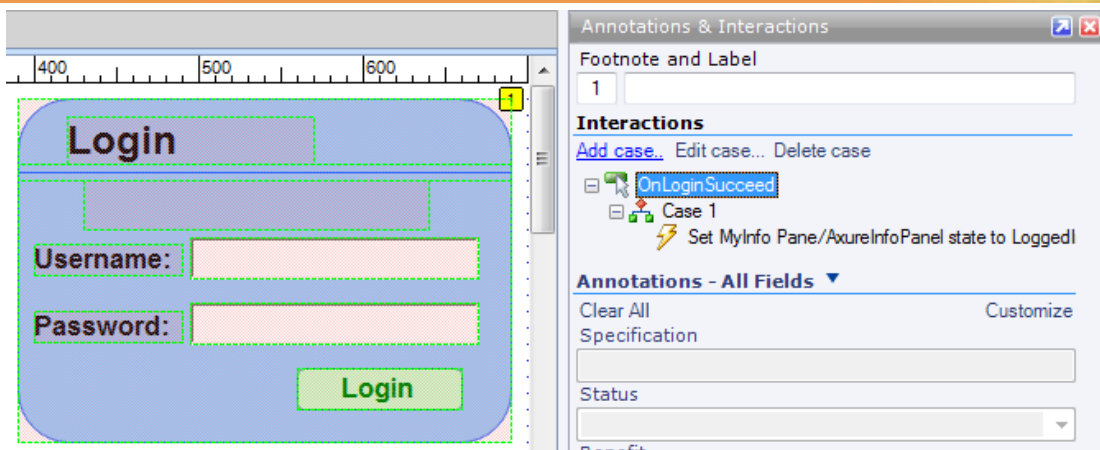 400 500 600
1
Login
Username:
Password:
Login
Annotations & Interactions
Footnote and Label
1
Interactions
Add case.. Edit case... Delete case
OnLoginSucceed
Case 1
Set MyInfo Pane/AxureInfoPanel state to LoggedI
Annotations - All Fields
Clear All Customize
Specification
Status
Benefit